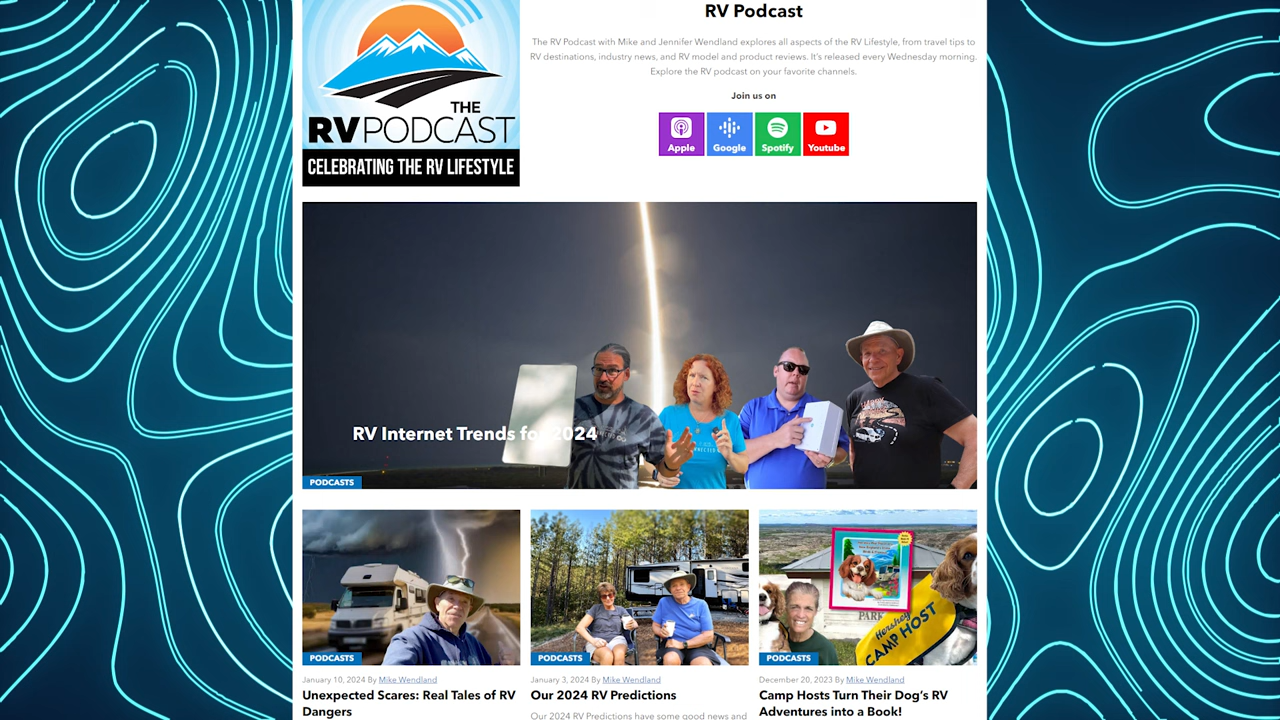 THE
RVPODCAST
CELEBRATING THE RV LIFESTYLE
RV Podcast
The RV Podcast with Mike and Jennifer Wendland explores all aspects of the RV Lifestyle, from travel tips to
RV destinations, industry news, and RV model and product reviews. It's released every Wednesday morning.
Explore the RV podcast on your favorite channels.
Join us on
Apple
Google
Spotify
Youtube
RV Internet Trends for 2024
PODCASTS
PODCASTS
January 10, 2024 By Mike Wendland
Unexpected Scares: Real Tales of RV
Dangers
PODCASTS
January 3, 2024 By Mike Wendland
Our 2024 RV Predictions
Our 2024 RV Predictions have some good news and
PARK
Hershey
CAMP HOST
PODCASTS
December 20, 2023 By Mike Wendland
Camp Hosts Turn Their Dog's RV
Adventures into a Book!